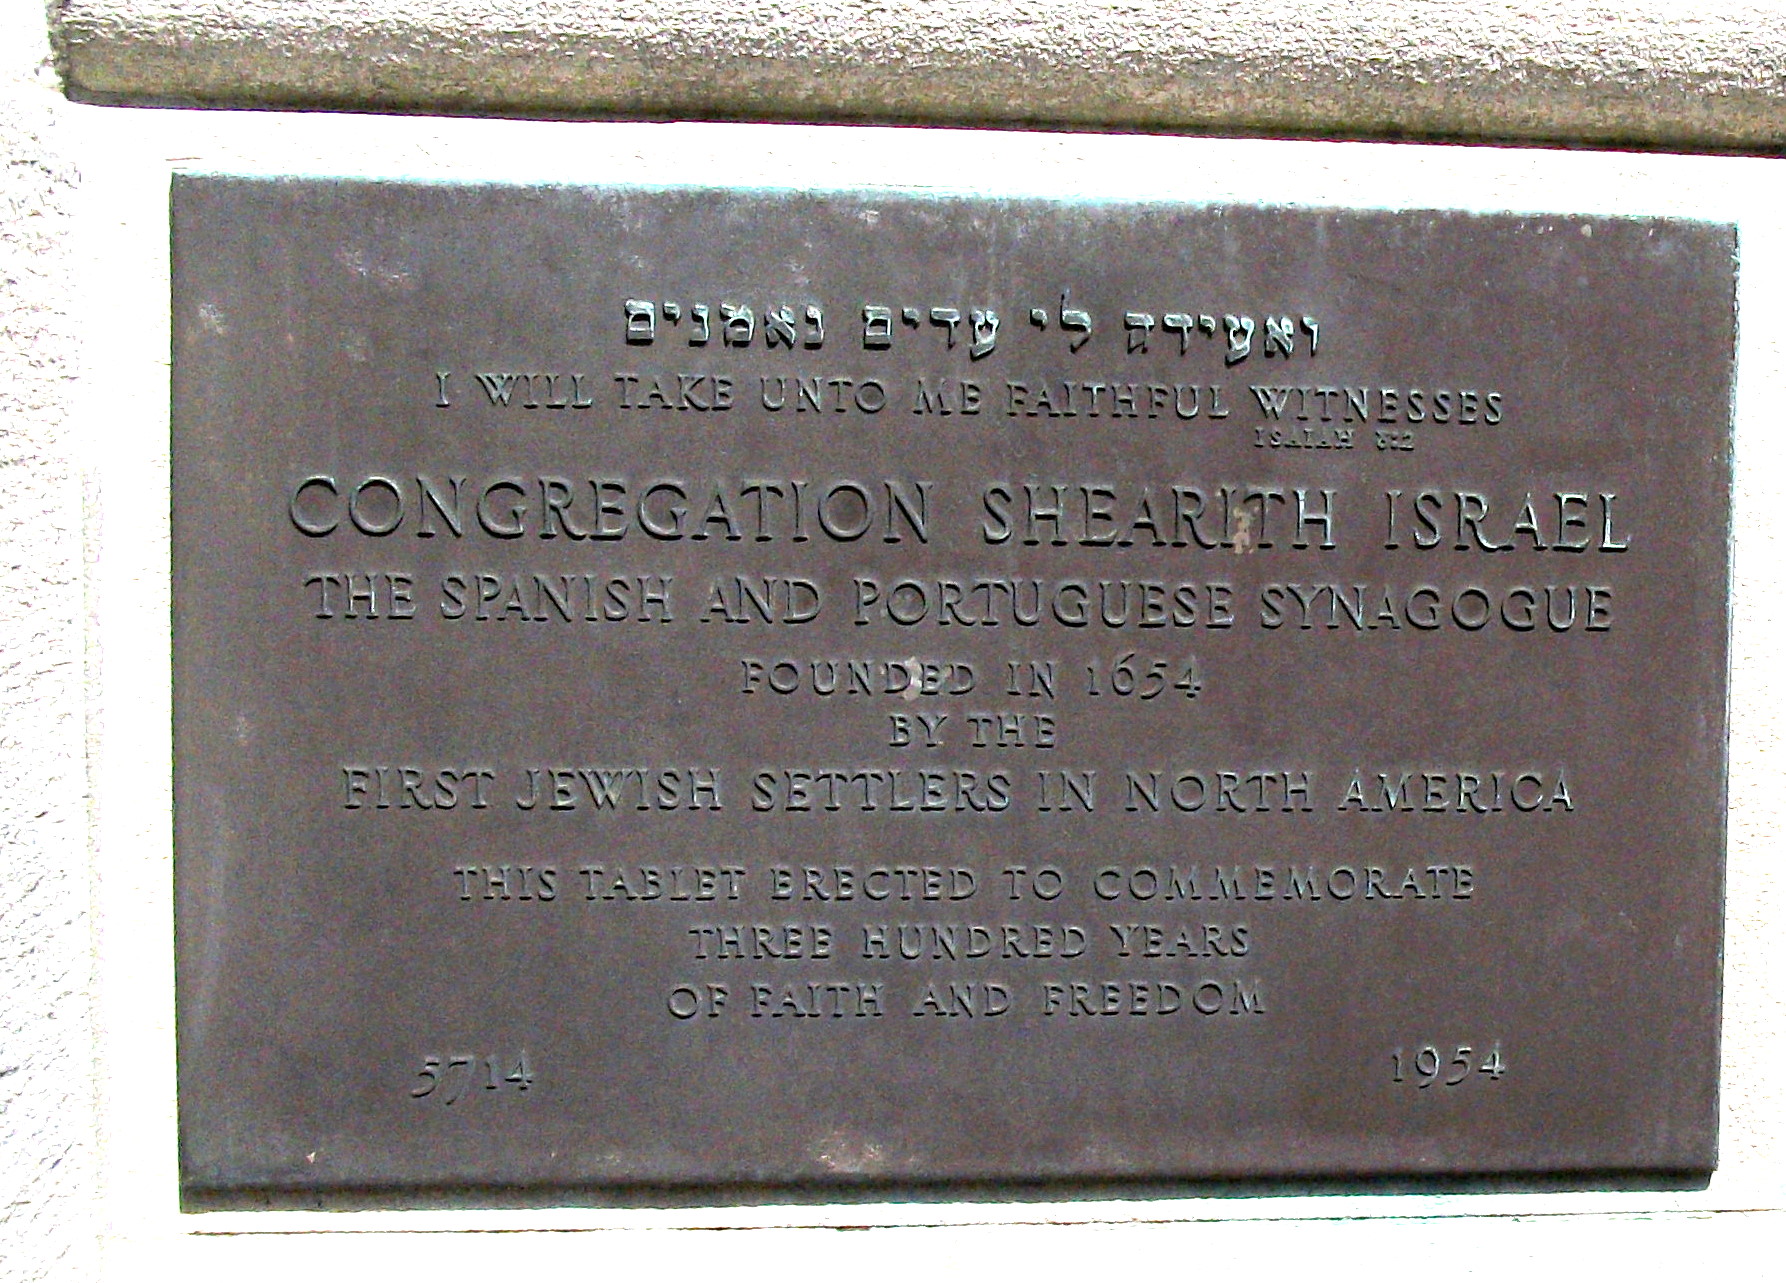 ואעידה לי עדים נאמנים
I WILL TAKE UNTO ME FAITHFUL WITNESSES
ISAIAH 8:2
CONGREGATION SHEARITH ISRAEL
THE SPANISH AND PORTUGUESE SYNAGOGUE
FOUNDED IN 1654
BY THE
FIRST JEWISH SETTLERS IN NORTH AMERICA
THIS TABLET ERECTED TO COMMEMORATE
THREE HUNDRED YEARS
OF FAITH AND FREEDOM
5714 1954